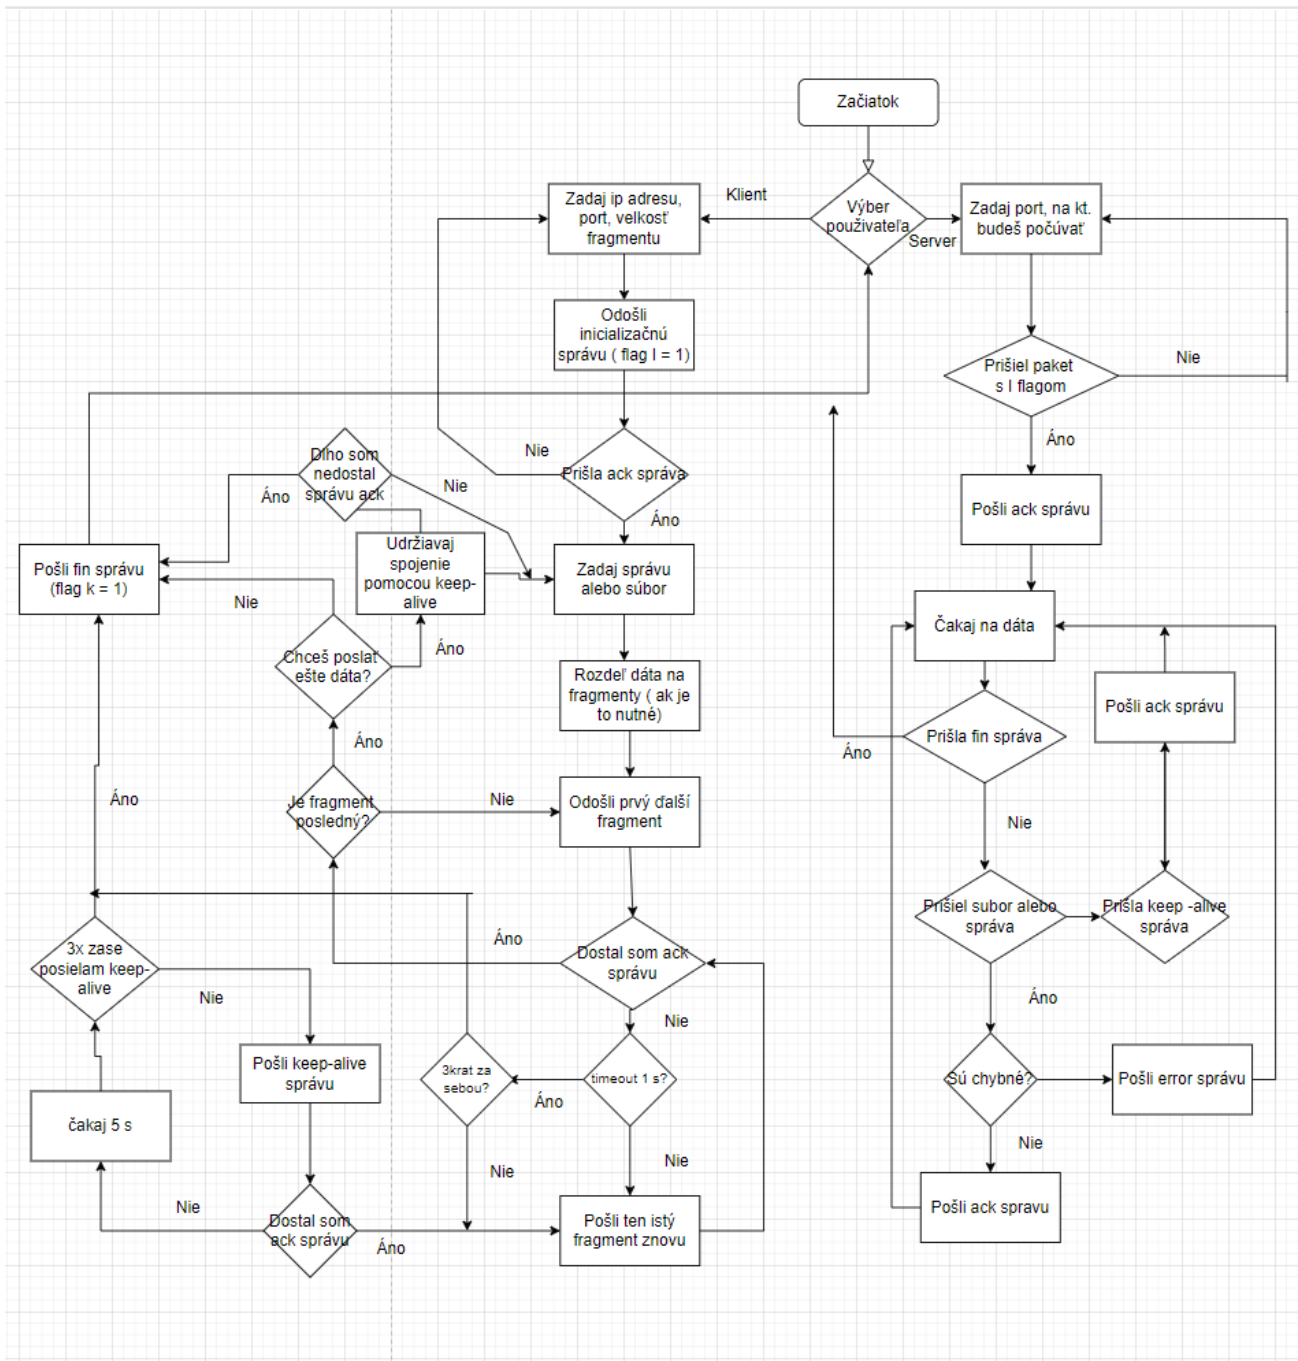 Začiatok
Výber
používateľa
Klient
Server
Zadaj ip adresu,
port, velkosť
fragmentu
Zadaj port, na kt.
budeš počúvať
Odošli
inicializačnú
správu ( flag I = 1)
Prišiel paket
s I flagom
Nie
Áno
Prišla ack správa
Nie
Áno
Dlho som
nedostal
správu ack
Áno
Nie
Pošli ack správu
Pošli fin správu
(flag k = 1)
Udržiavaj
spojenie
pomocou keep-
alive
Zadaj správu
alebo súbor
Nie
Čakaj na dáta
Chceš poslať
ešte dáta?
Áno
Rozdeľ dáta na
fragmenty ( ak je
to nutné)
Pošli ack správu
Prišla fin správa
Áno
Nie
Áno
Je fragment
posledný?
Nie
Odošli prvý ďalší
fragment
Áno
Prišiel subor alebo
správa
Prišla keep -alive
správa
Áno
3x zase
posielam keep-
alive
Nie
Áno
Dostal som ack
správu
Nie
Pošli keep-alive
správu
3krat za
sebou?
Áno
timeout 1 s?
Sú chybné?
Pošli error správu
Nie
čakaj 5 s
Nie
Nie
Nie
Dostal som
ack správu
Áno
Pošli ten istý
fragment znovu
Pošli ack spravu